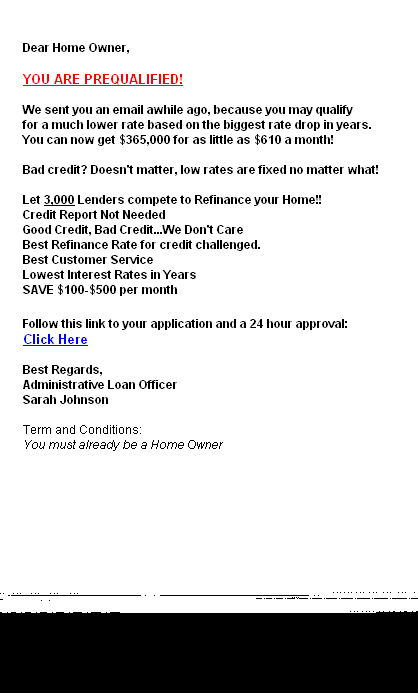 Dear Home Owner,
YOU ARE PREQUALIFIED!
We sent you an email awhile ago, because you may qualify
for a much lower rate based on the biggest rate drop in years.
You can now get $365,000 for as little as $610 a month!
Bad credit? Doesn't matter, low rates are fixed no matter what!
Let 3,000 Lenders compete to Refinance your Home!!
Credit Report Not Needed
Good Credit, Bad Credit...We Don't Care
Best Refinance Rate for credit challenged.
Best Customer Service
Lowest Interest Rates in Years
SAVE $100-$500 per month
Follow this link to your application and a 24 hour approval:
Click Here
Best Regards,
Administrative Loan Officer
Sarah Johnson
Term and Conditions:
You must already be a Home Owner